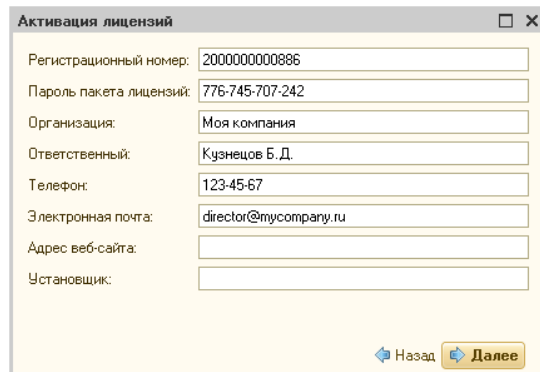 Активация лицензий
Регистрационный номер: 2000000000886
Пароль пакета лицензий: 776-745-707-242
Организация: Моя компания
Ответственный: Кузнецов Б.Д.
Телефон: 123-45-67
Электронная почта: director@mycompany.ru
Адрес веб-сайта:
Установщик:
Назад Далее